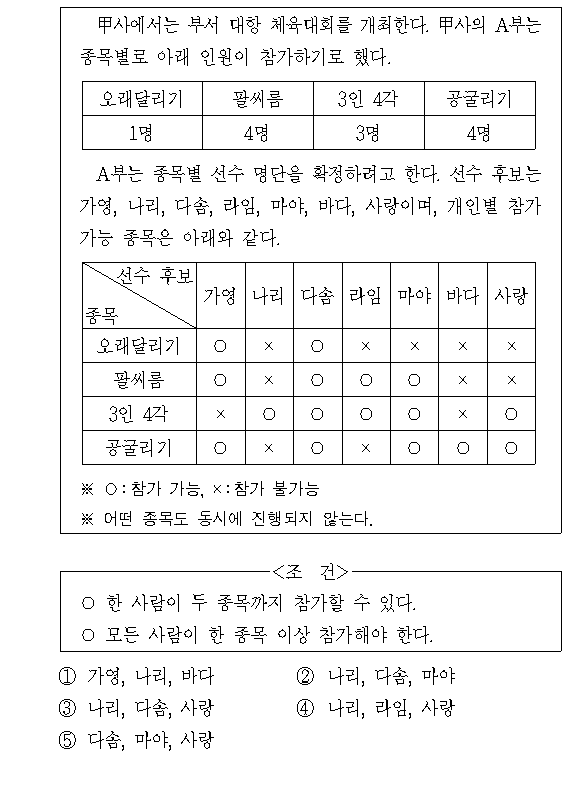 甲사에서는 부서 대항 체육대회를 개최한다. 甲사의 A부는
종목별로 아래 인원이 참가하기로 했다.
오래달리기 팔씨름 3인 4각 공굴리기
1명 4명 3명 4명
A부는 종목별 선수 명단을 확정하려고 한다. 선수 후보는
가영, 나리, 다솜, 라임, 마야, 바다, 사랑이며, 개인별 참가
가능 종목은 아래와 같다.
선수 후보
종목
가영 나리 다솜 라임 마야 바다 사랑
오래달리기 ○ × ○ × × × ×
팔씨름 ○ × ○ ○ ○ × ×
3인 4각 × ○ ○ ○ ○ × ○
공굴리기 ○ × ○ × ○ ○ ○
※ ○:참가 가능, ×:참가 불가능
※ 어떤 종목도 동시에 진행되지 않는다.
<조 건>
○ 한 사람이 두 종목까지 참가할 수 있다.
○ 모든 사람이 한 종목 이상 참가해야 한다.
① 가영, 나리, 바다 ② 나리, 다솜, 마야
③ 나리, 다솜, 사랑 ④ 나리, 라임, 사랑
⑤ 다솜, 마야, 사랑